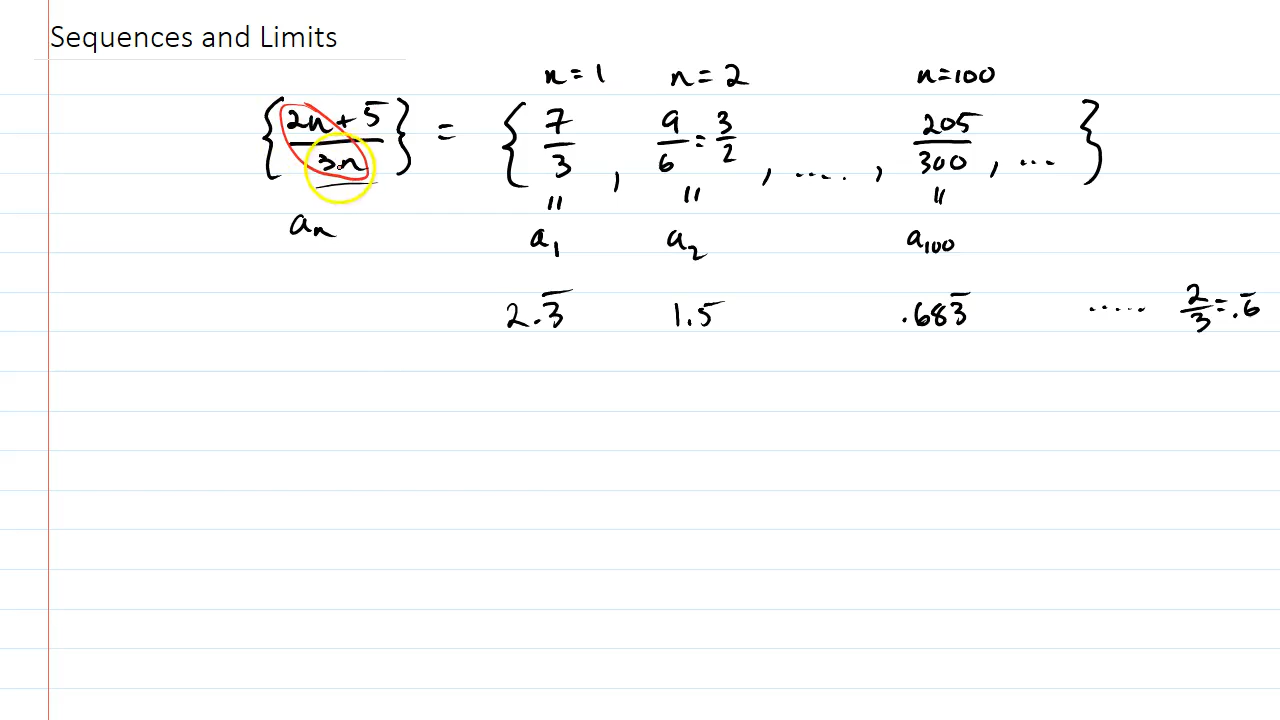 Sequences and Limits
n=1 n=2 n=100
{ (2n+5)/(3n) } = { 7/3 , 9/6 = 3/2 , ..... , 205/300 , ... }
|| || ||
aₙ a₁ a₂ a₁₀₀
2.3̅ 1.5 .683̅ ..... 2/3=.6̅